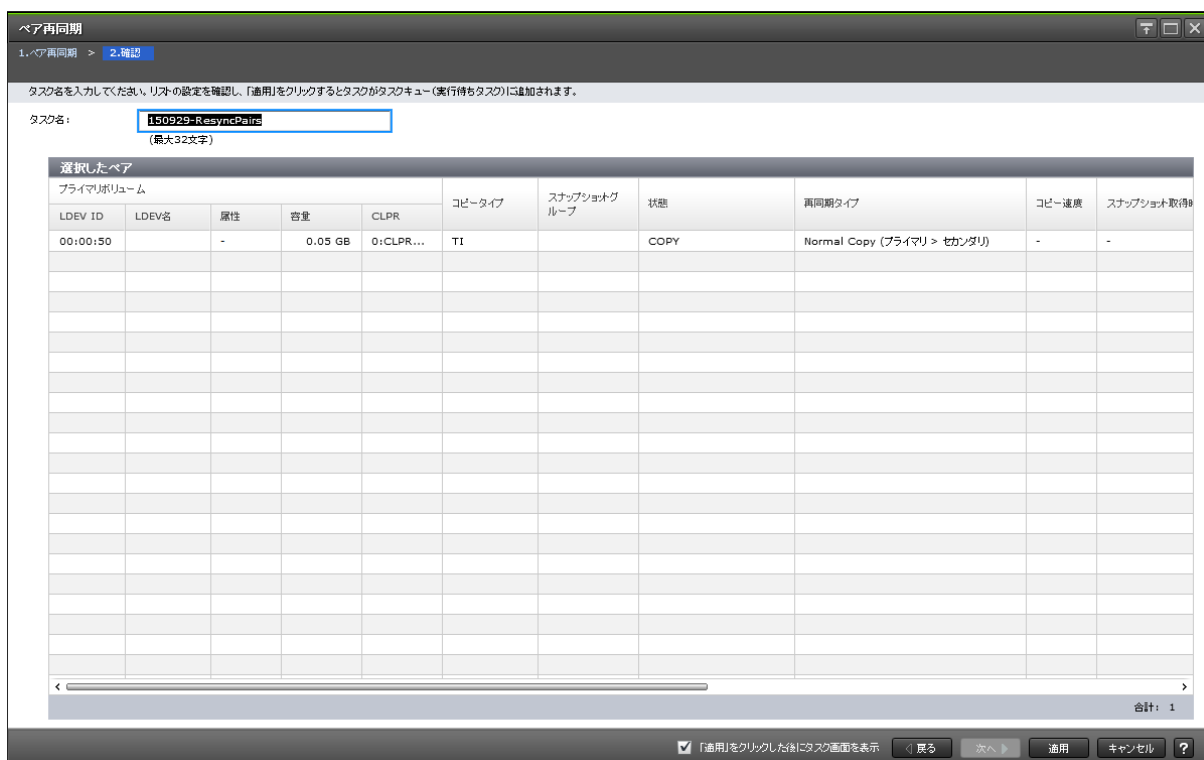 ペア再同期
1.ペア再同期 > 2.確認
タスク名を入力してください。リストの設定を確認し、「適用」をクリックするとタスクがタスクキュー(実行待ちタスク)に追加されます。
タスク名: 150929-ResyncPairs
(最大32文字)
選択したペア
プライマリボリューム コピータイプ スナップショットグループ 状態 再同期タイプ コピー速度 スナップショット取得時
LDEV ID LDEV名 属性 容量 CLPR
00:00:50 - 0.05 GB 0:CLPR... TI COPY Normal Copy (プライマリ > セカンダリ) - -
合計: 1
「適用」をクリックした後にタスク画面を表示 戻る 次へ 適用 キャンセル ?